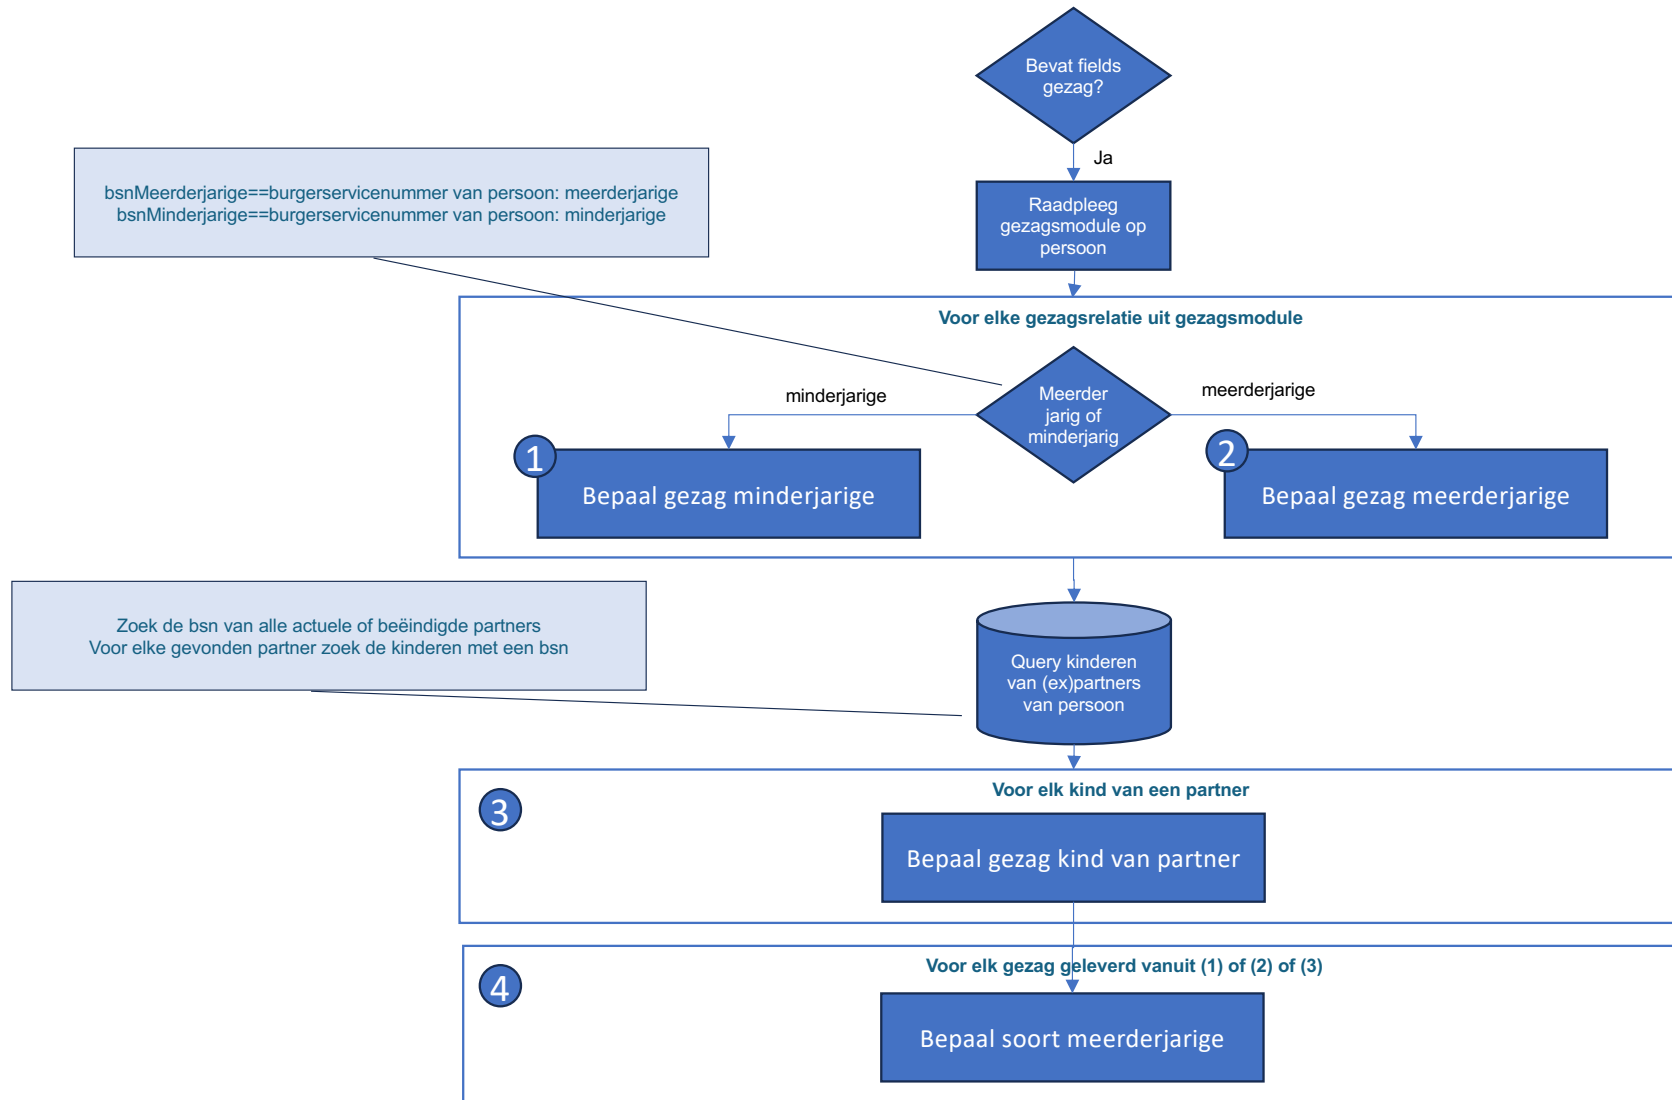 Bevat fields
gezag?
Ja
bsnMeerderjarige==burgerservicenummer van persoon: meerderjarige
bsnMinderjarige==burgerservicenummer van persoon: minderjarige
Raadpleeg
gezagsmodule op
persoon
Voor elke gezagsrelatie uit gezagsmodule
minderjarige
Meerder
jarig of
minderjarig
meerderjarige
1
Bepaal gezag minderjarige
2
Bepaal gezag meerderjarige
Zoek de bsn van alle actuele of beëindigde partners
Voor elke gevonden partner zoek de kinderen met een bsn
Query kinderen
van (ex)partners
van persoon
Voor elk kind van een partner
3
Bepaal gezag kind van partner
Voor elk gezag geleverd vanuit (1) of (2) of (3)
4
Bepaal soort meerderjarige